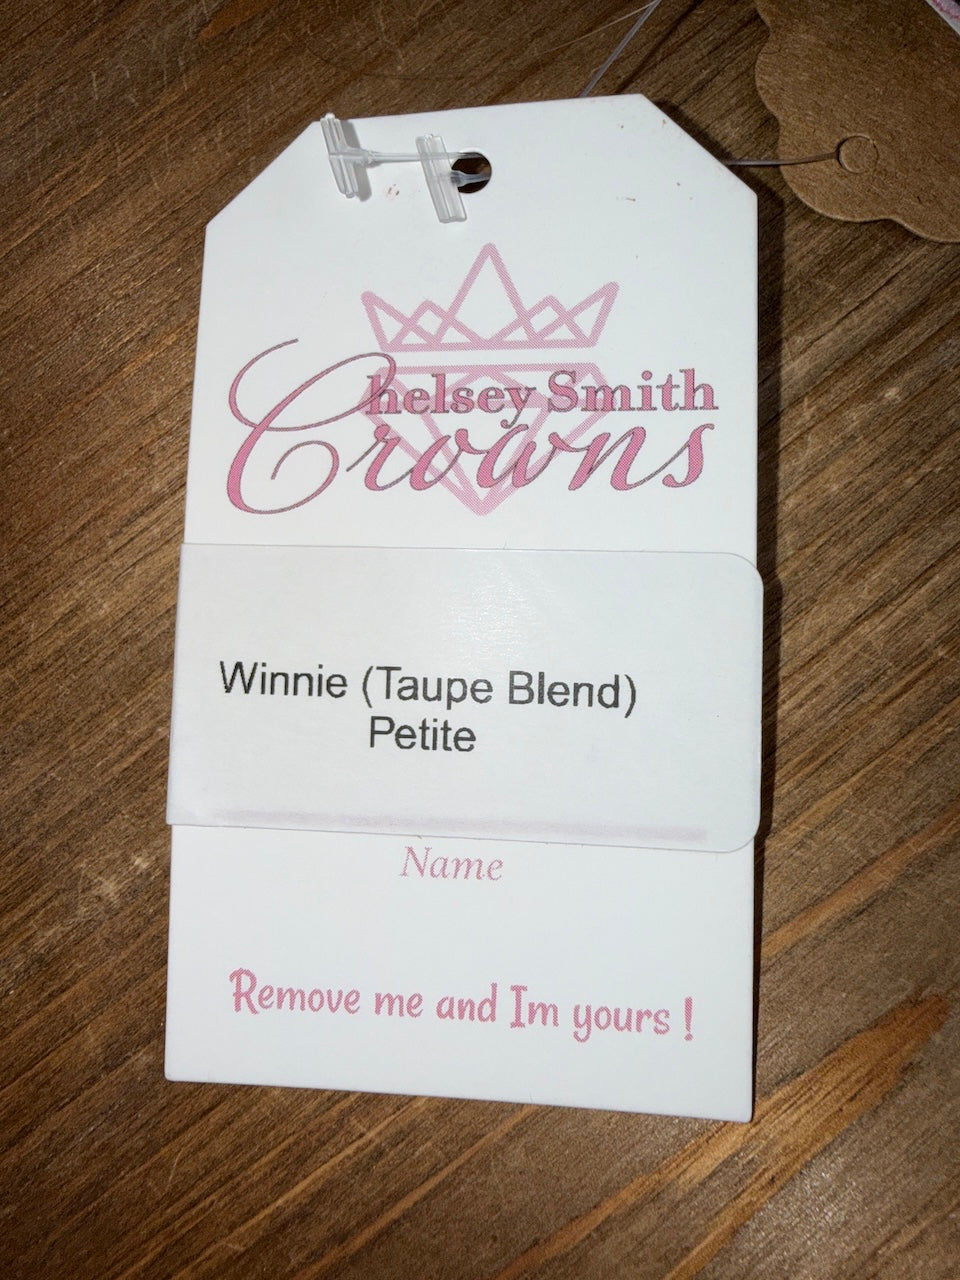 Chelsey Smith
Crowns
Winnie (Taupe Blend)
Petite
Name
Remove me and Im yours !